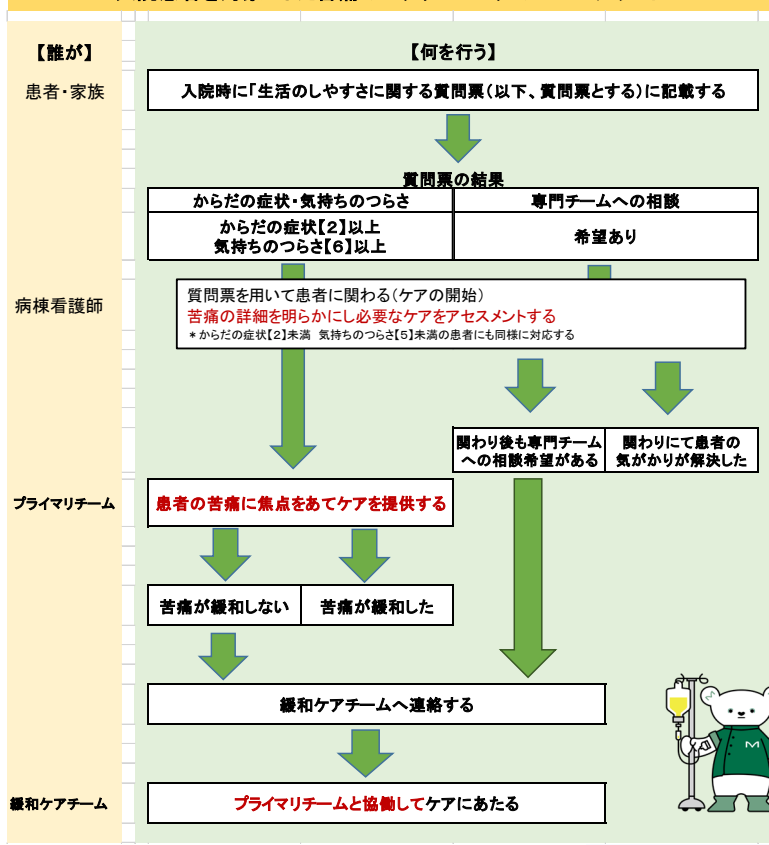 【誰が】
【何を行う】
患者・家族
入院時に「生活のしやすさに関する質問票(以下、質問票とする)に記載する
質問票の結果
からだの症状・気持ちのつらさ
専門チームへの相談
からだの症状【2】以上
気持ちのつらさ【6】以上
希望あり
病棟看護師
質問票を用いて患者に関わる(ケアの開始)
苦痛の詳細を明らかにし必要なケアをアセスメントする
*からだの症状【2】未満 気持ちのつらさ【5】未満の患者にも同様に対応する
関わり後も専門チーム
への相談希望がある
関わりにて患者の
気がかりが解決した
プライマリチーム
患者の苦痛に焦点をあてケアを提供する
苦痛が緩和しない
苦痛が緩和した
緩和ケアチームへ連絡する
緩和ケアチーム
プライマリチームと協働してケアにあたる